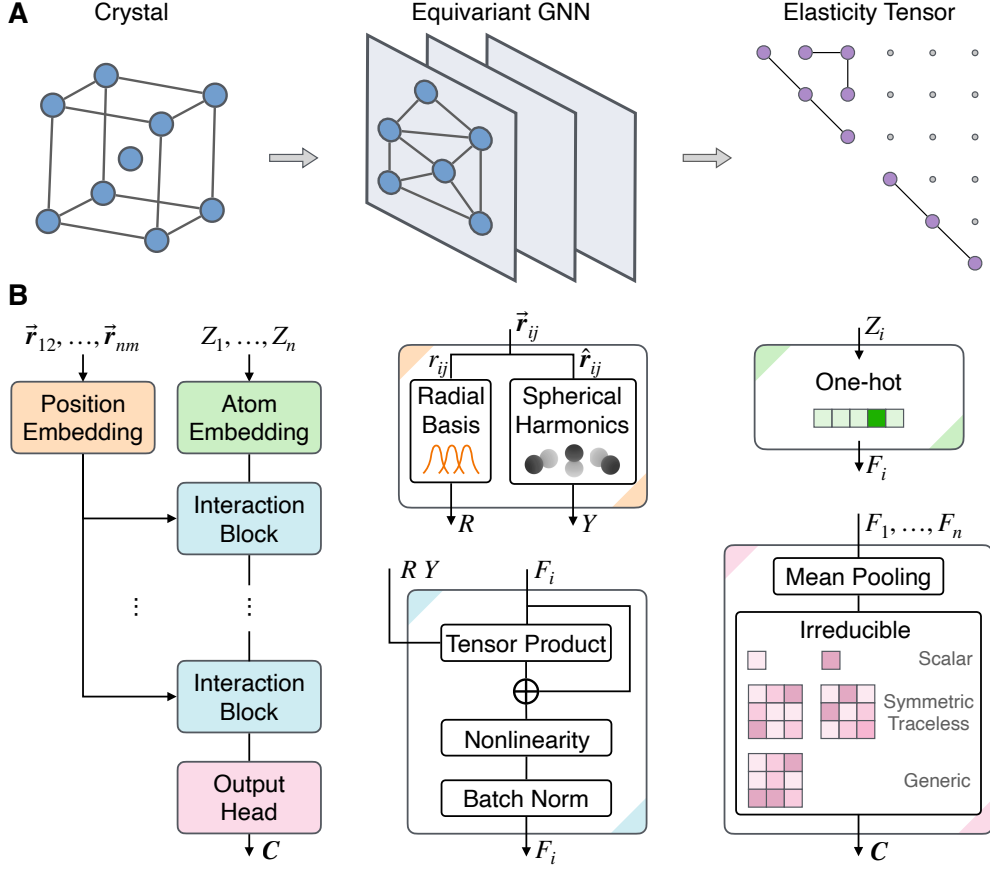 A
Crystal
Equivariant GNN
Elasticity Tensor
B
r⃗₁₂, …, r⃗ₙₘ
Z₁, …, Zₙ
Position
Embedding
Atom
Embedding
Interaction
Block
⋮
⋮
Interaction
Block
Output
Head
C
r⃗ᵢⱼ
rᵢⱼ
r̂ᵢⱼ
Radial
Basis
Spherical
Harmonics
R
Y
R Y
Fᵢ
Tensor Product
Nonlinearity
Batch Norm
Fᵢ
Zᵢ
One-hot
Fᵢ
F₁, …, Fₙ
Mean Pooling
Irreducible
Scalar
Symmetric
Traceless
Generic
C